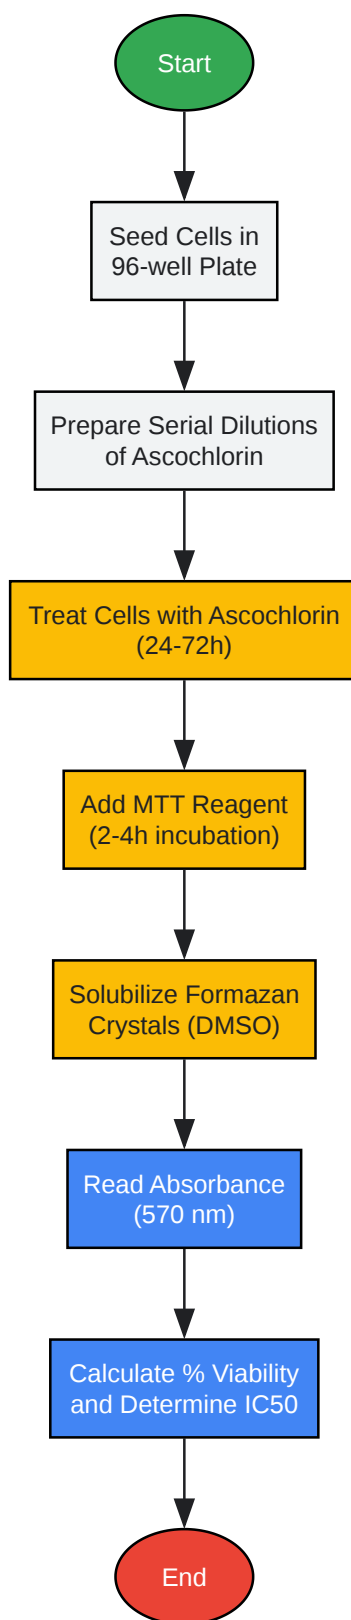 Start
Seed Cells in
96-well Plate
Prepare Serial Dilutions
of Ascochlorin
Treat Cells with Ascochlorin
(24-72h)
Add MTT Reagent
(2-4h incubation)
Solubilize Formazan
Crystals (DMSO)
Read Absorbance
(570 nm)
Calculate % Viability
and Determine IC50
End